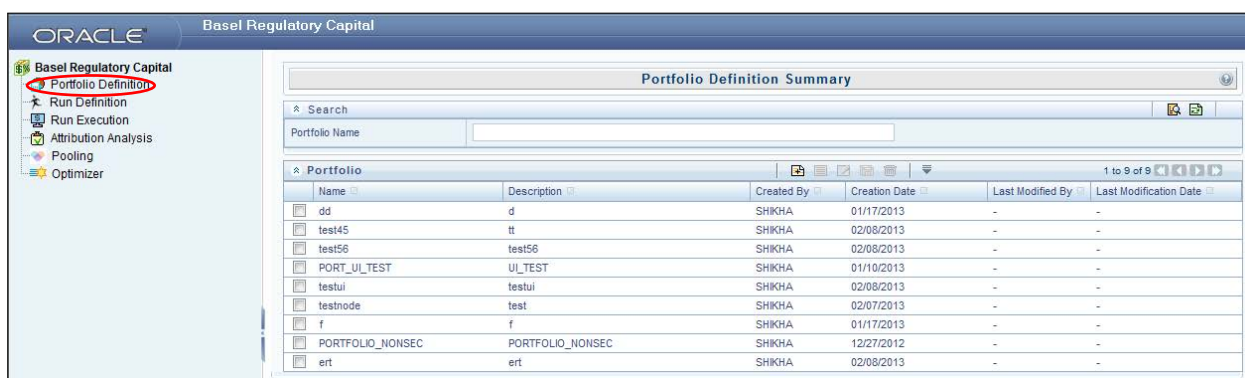 ORACLE
Basel Regulatory Capital
Basel Regulatory Capital
Portfolio Definition
Run Definition
Run Execution
Attribution Analysis
Pooling
Optimizer
Portfolio Definition Summary
Search
Portfolio Name
Portfolio 1 to 9 of 9
Name Description Created By Creation Date Last Modified By Last Modification Date
dd d SHIKHA 01/17/2013 - -
test45 tt SHIKHA 02/08/2013 - -
test56 test56 SHIKHA 02/08/2013 - -
PORT_UI_TEST UI_TEST SHIKHA 01/10/2013 - -
testui testui SHIKHA 02/08/2013 - -
testnode test SHIKHA 02/07/2013 - -
f f SHIKHA 01/17/2013 - -
PORTFOLIO_NONSEC PORTFOLIO_NONSEC SHIKHA 12/27/2012 - -
ert ert SHIKHA 02/08/2013 - -